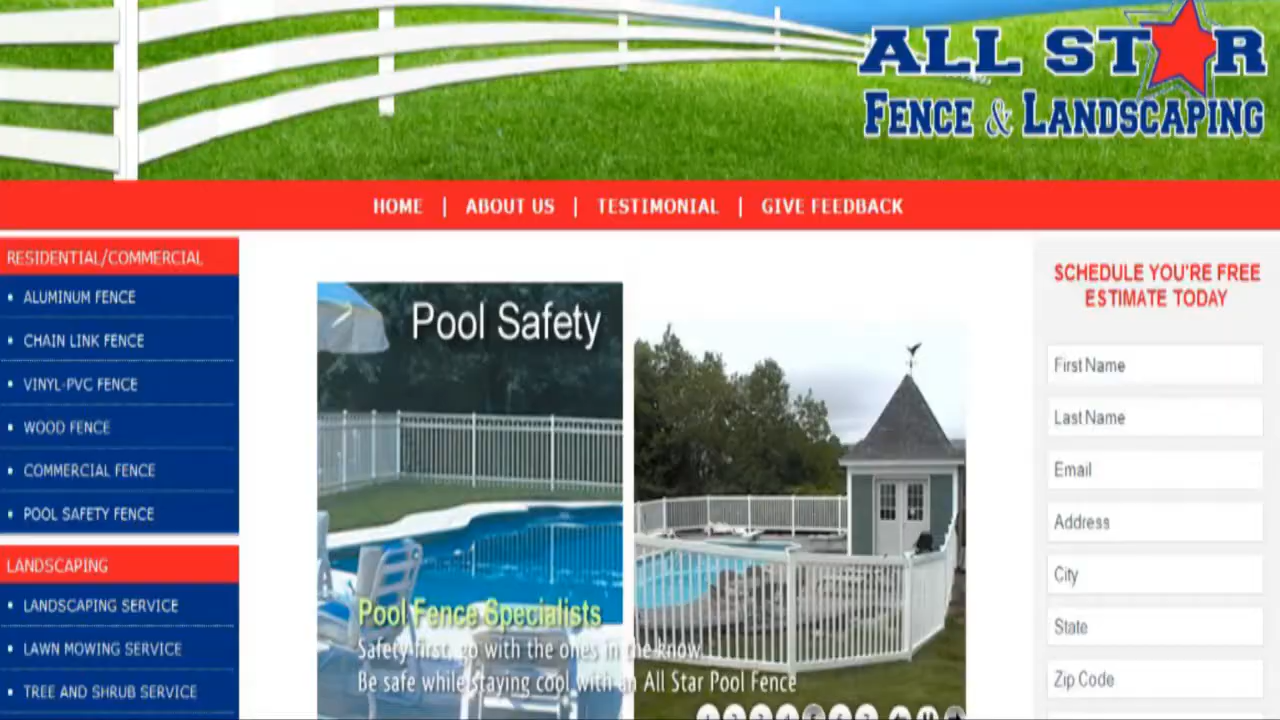 ALL STAR
FENCE & LANDSCAPING
HOME | ABOUT US | TESTIMONIAL | GIVE FEEDBACK
RESIDENTIAL/COMMERCIAL
ALUMINUM FENCE
CHAIN LINK FENCE
VINYL-PVC FENCE
WOOD FENCE
COMMERCIAL FENCE
POOL SAFETY FENCE
LANDSCAPING
LANDSCAPING SERVICE
LAWN MOWING SERVICE
TREE AND SHRUB SERVICE
Pool Safety
Pool Fence Specialists
Safety first, go with the ones in the know.
Be safe while staying cool with an All Star Pool Fence
SCHEDULE YOU'RE FREE
ESTIMATE TODAY
First Name
Last Name
Email
Address
City
State
Zip Code